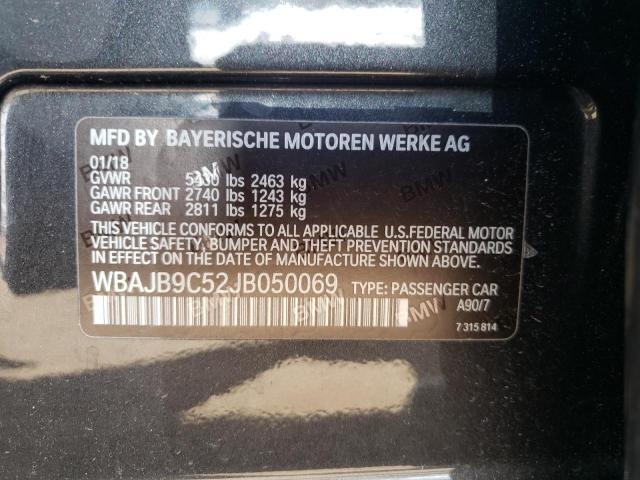 MFD BY BAYERISCHE MOTOREN WERKE AG
01/18
GVWR 5430 lbs 2463 kg
GAWR FRONT 2740 lbs 1243 kg
GAWR REAR 2811 lbs 1275 kg
THIS VEHICLE CONFORMS TO ALL APPLICABLE U.S.FEDERAL MOTOR
VEHICLE SAFETY, BUMPER AND THEFT PREVENTION STANDARDS
IN EFFECT ON THE DATE OF MANUFACTURE SHOWN ABOVE.
WBAJB9C52JB050069 TYPE: PASSENGER CAR
A90/7
7 315 814